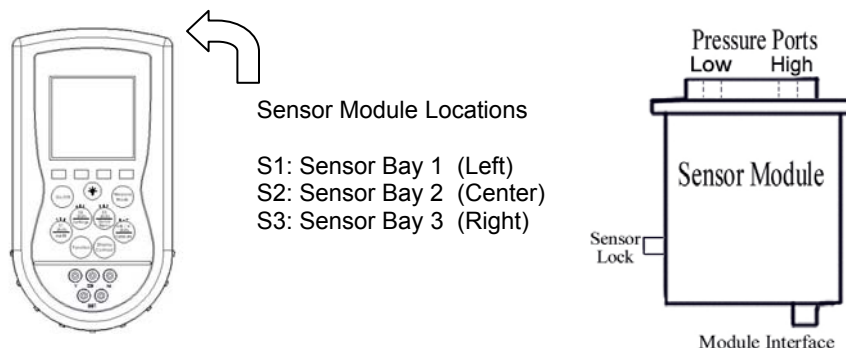 Sensor Module Locations
S1: Sensor Bay 1 (Left)
S2: Sensor Bay 2 (Center)
S3: Sensor Bay 3 (Right)
Pressure Ports
Low High
Sensor Module
Sensor
Lock
Module Interface